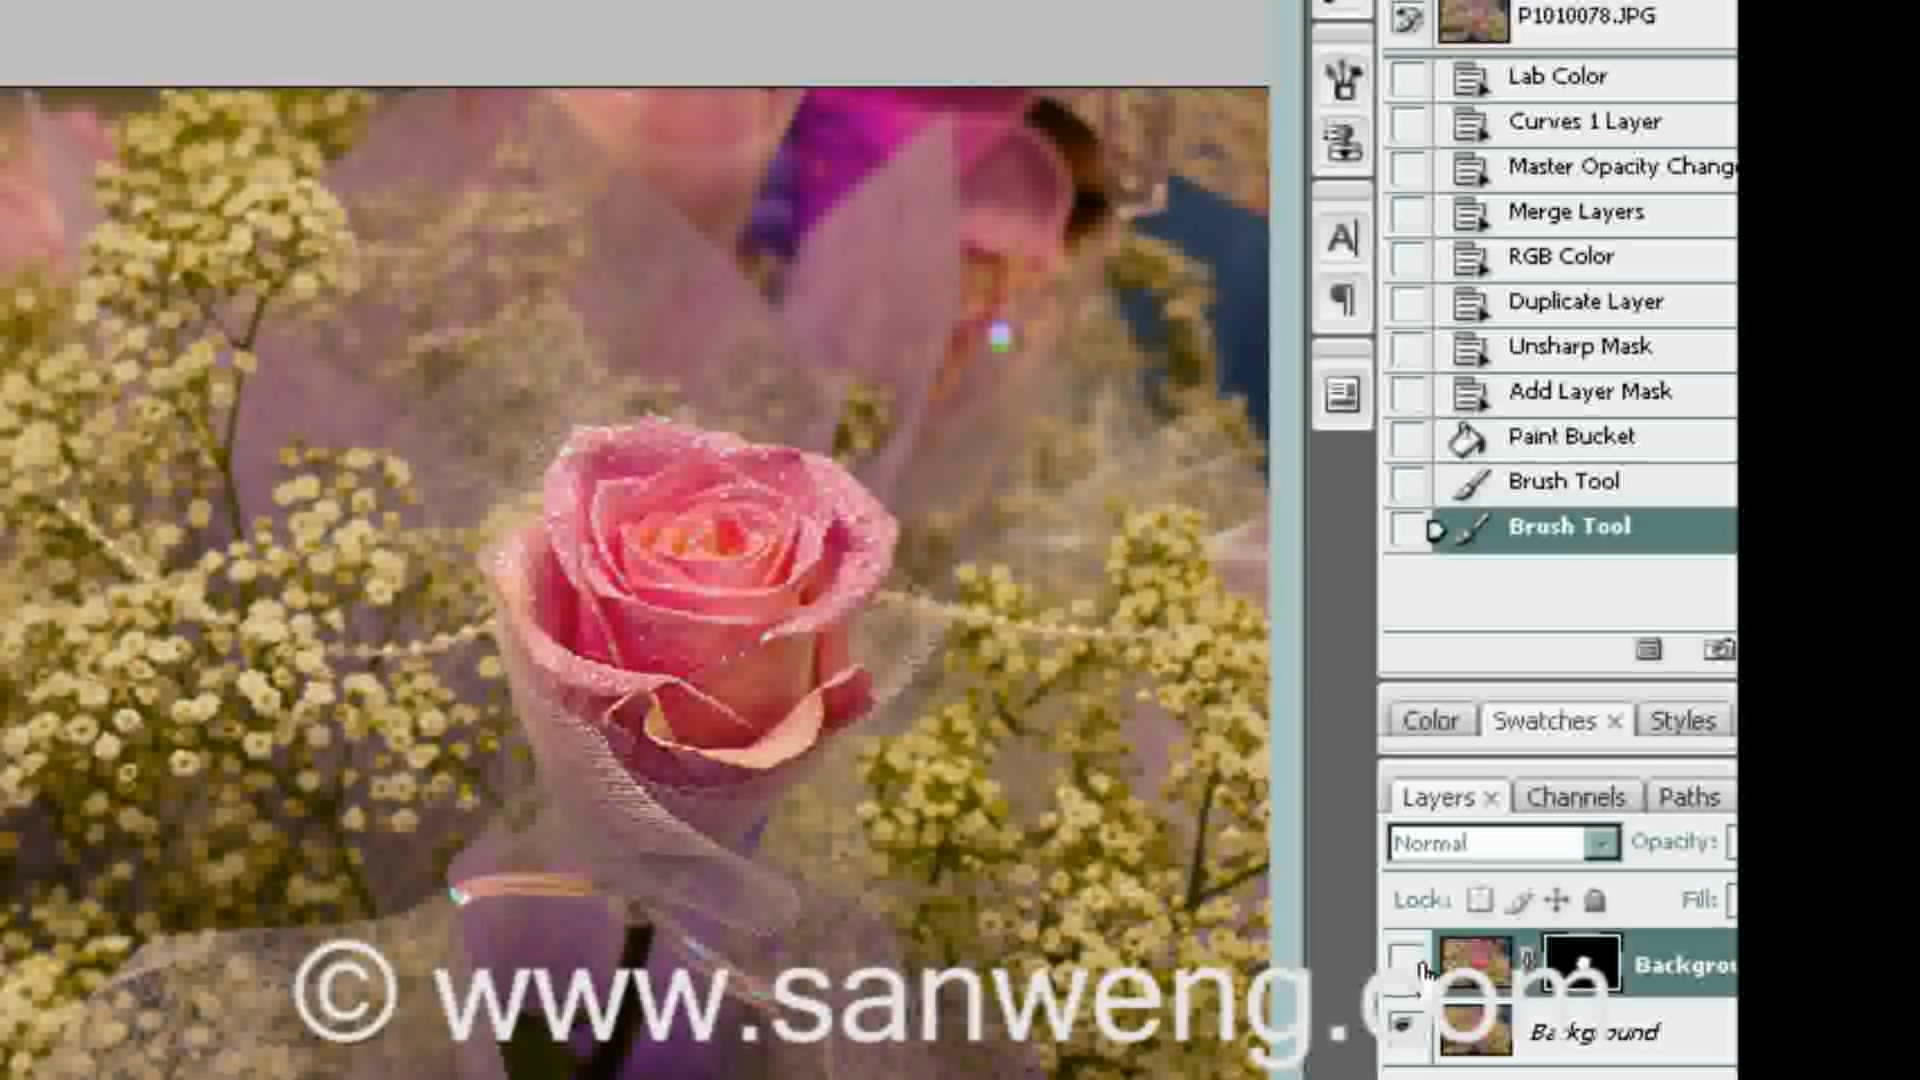 P1010078.JPG
Lab Color
Curves 1 Layer
Master Opacity Chang
Merge Layers
RGB Color
Duplicate Layer
Unsharp Mask
Add Layer Mask
Paint Bucket
Brush Tool
Brush Tool
Color Swatches × Styles
Layers × Channels Paths
Normal Opacity:
Lock: Fill:
Backgrou
Background
© www.sanweng.com